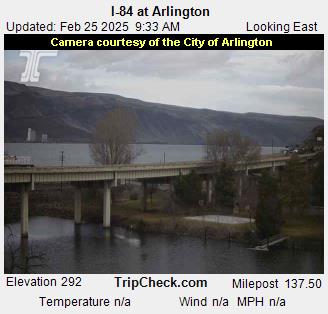 I-84 at Arlington
Updated: Feb 25 2025 9:33 AM Looking East
Camera courtesy of the City of Arlington
Elevation 292 TripCheck.com Milepost 137.50
Temperature n/a Wind n/a MPH n/a